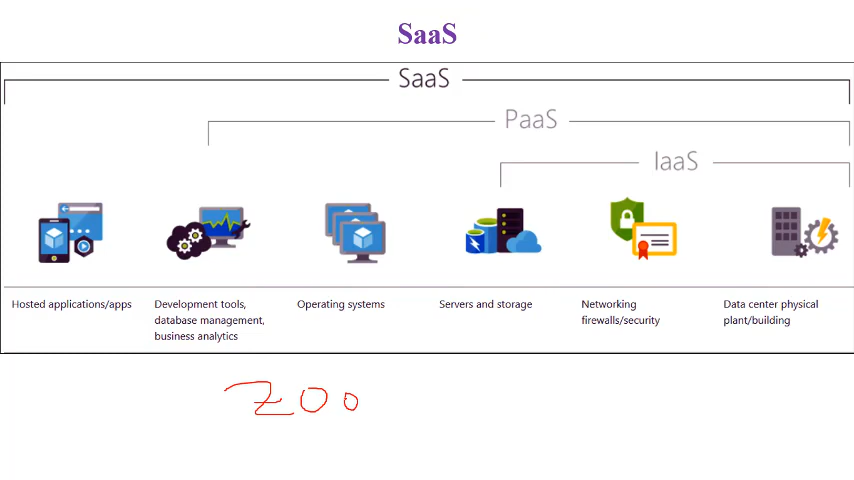 SaaS
SaaS
PaaS
IaaS
Hosted applications/apps
Development tools,
database management,
business analytics
Operating systems
Servers and storage
Networking
firewalls/security
Data center physical
plant/building
zoo